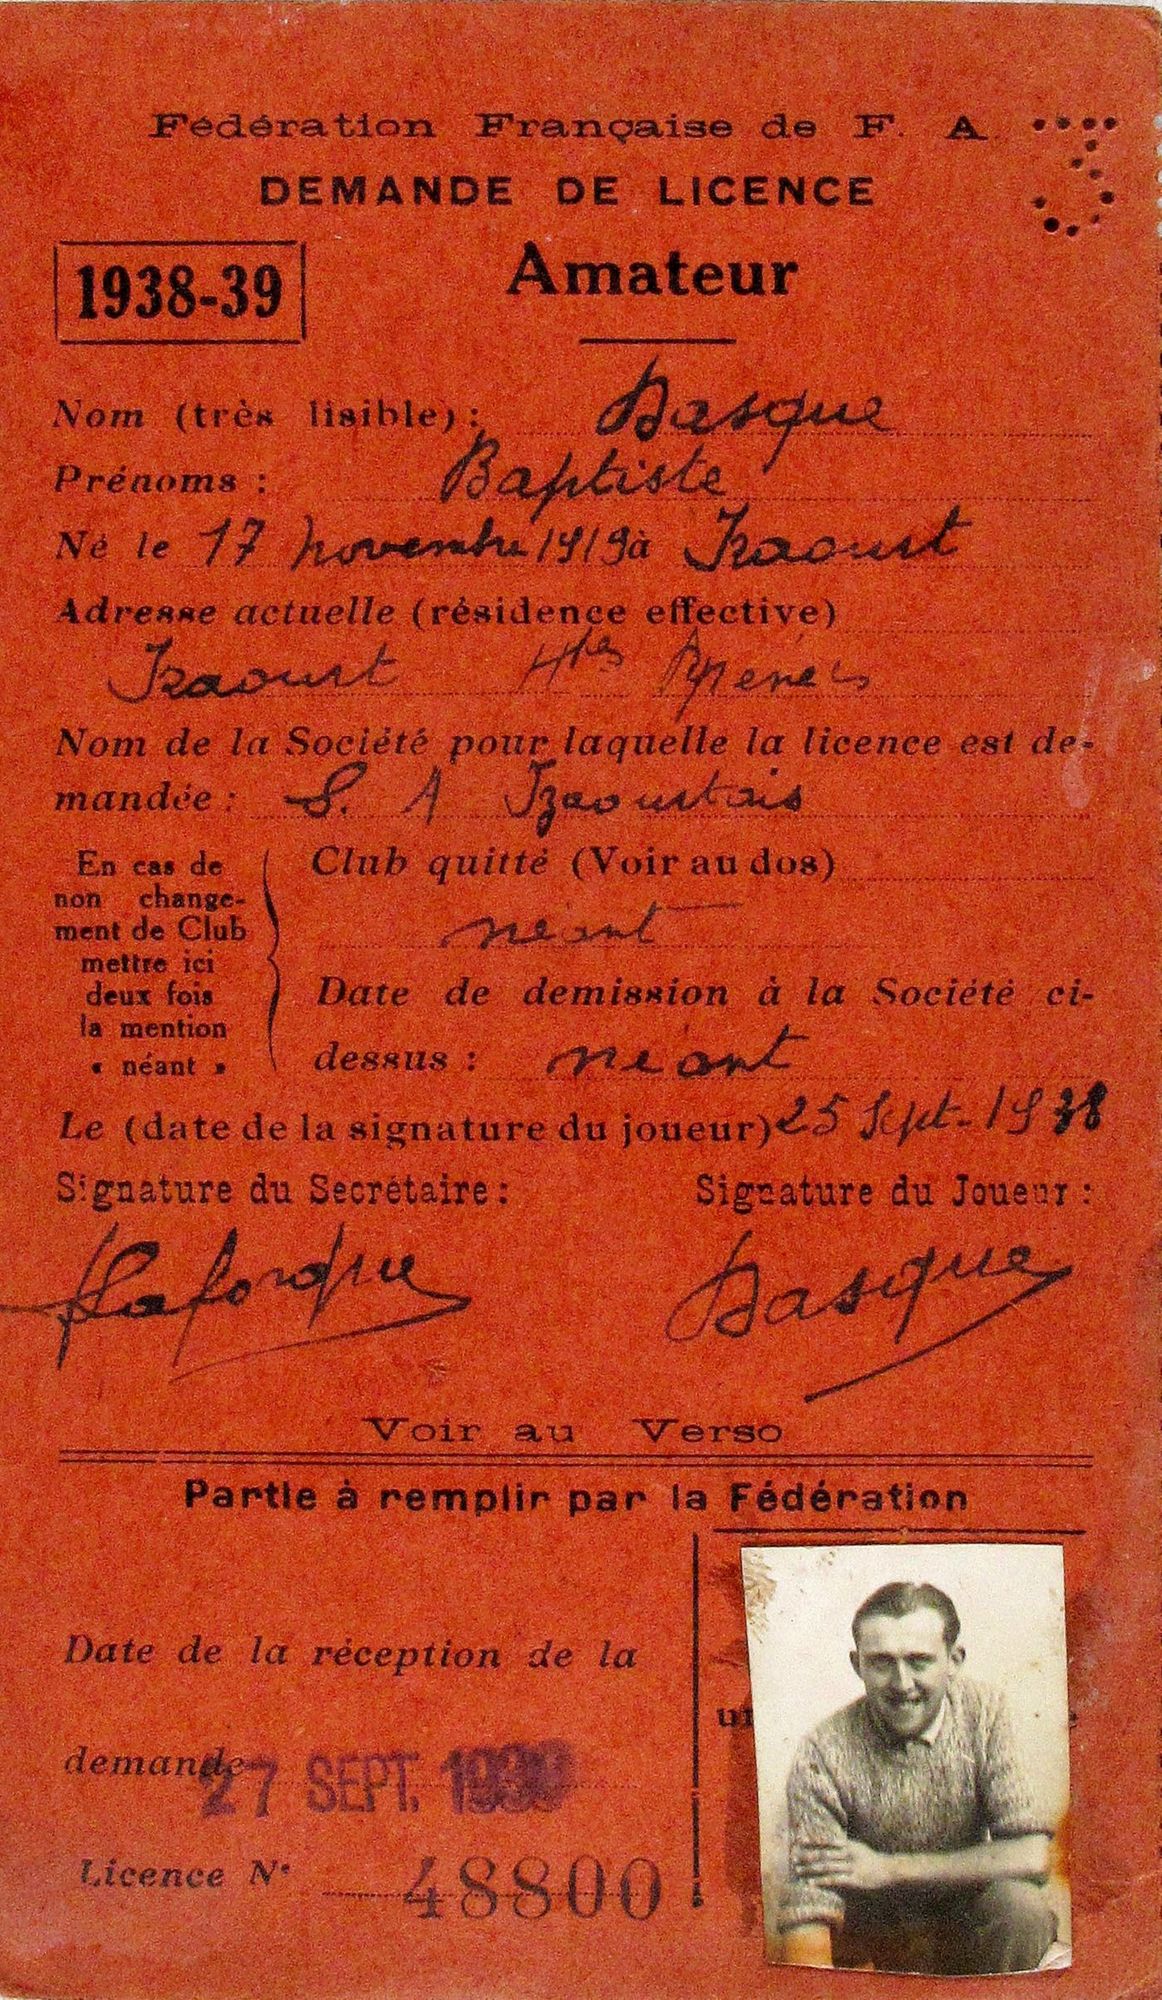 Fédération Française de F. A
DEMANDE DE LICENCE
1938-39
Amateur
Nom (très lisible) : Dasque
Prénoms : Baptiste
Né le 17 novembre 1919 à Izaourt
Adresse actuelle (résidence effective)
Izaourt Htes Pyrénées
Nom de la Société pour laquelle la licence est de-
mandée : S. A Izaourtais
En cas de
non change-
ment de Club
mettre ici
deux fois
la mention
« néant »
Club quitté (Voir au dos)
néant
Date de demission à la Société ci-
dessus : néant
Le (date de la signature du joueur) 25 Sept. 1938
Signature du Secrétaire : Signature du Joueur :
Laforgue Dasque
Voir au Verso
Partie à remplir par la Fédération
Date de la réception de la
demande 27 SEPT.
Licence N° 48800